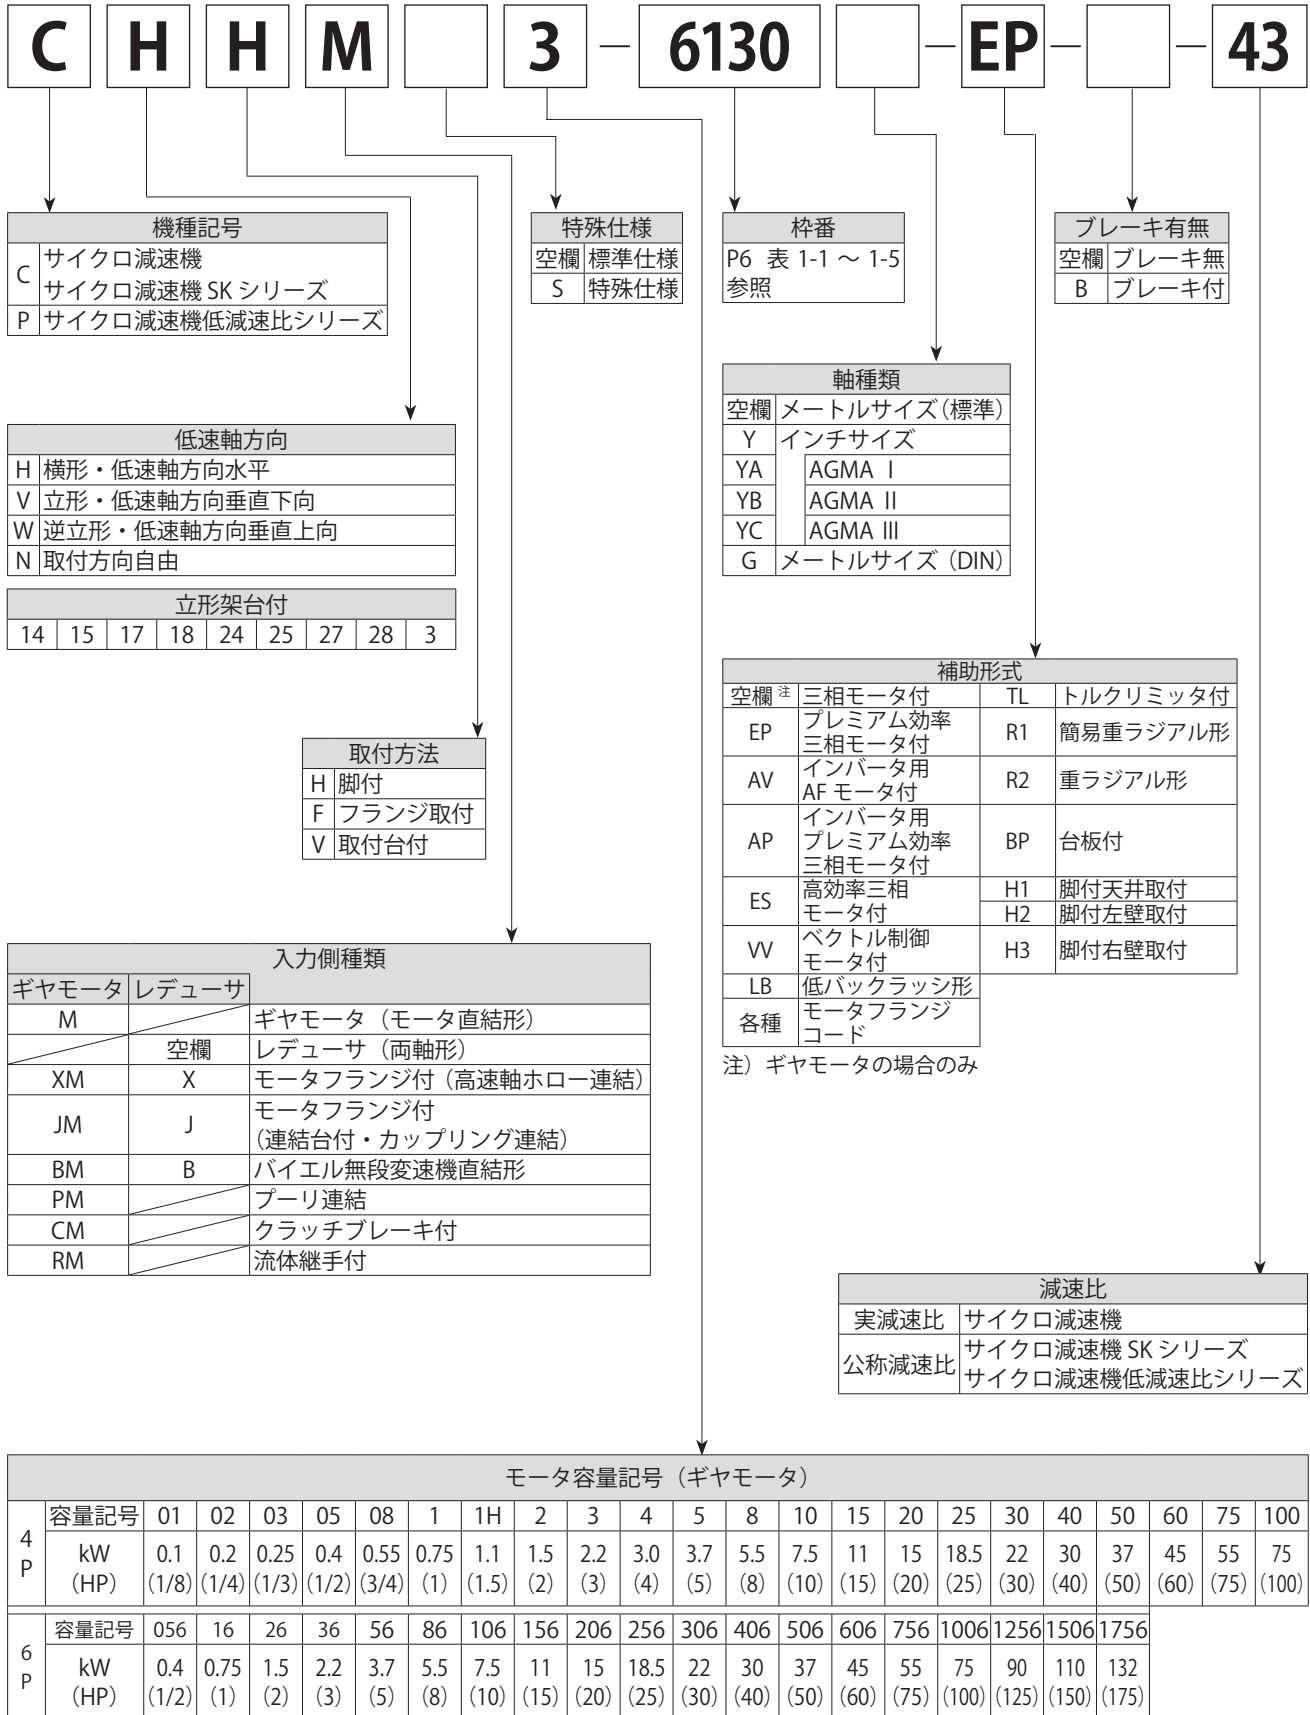 C H H M 3 － 6130 － EP － － 43
機種記号
C サイクロ減速機
サイクロ減速機 SK シリーズ
P サイクロ減速機低減速比シリーズ
特殊仕様
空欄 標準仕様
S 特殊仕様
枠番
P6 表 1-1 ～ 1-5
参照
ブレーキ有無
空欄 ブレーキ無
B ブレーキ付
軸種類
空欄 メートルサイズ（標準）
Y インチサイズ
YA AGMA Ⅰ
YB AGMA Ⅱ
YC AGMA Ⅲ
G メートルサイズ（DIN）
低速軸方向
H 横形・低速軸方向水平
V 立形・低速軸方向垂直下向
W 逆立形・低速軸方向垂直上向
N 取付方向自由
立形架台付
14 15 17 18 24 25 27 28 3
取付方法
H 脚付
F フランジ取付
V 取付台付
補助形式
空欄 注 三相モータ付 TL トルクリミッタ付
EP プレミアム効率
三相モータ付 R1 簡易重ラジアル形
AV インバータ用
AF モータ付 R2 重ラジアル形
AP インバータ用
プレミアム効率
三相モータ付 BP 台板付
ES 高効率三相
モータ付 H1 脚付天井取付
H2 脚付左壁取付
VV ベクトル制御
モータ付 H3 脚付右壁取付
LB 低バックラッシ形
各種 モータフランジ
コード
注）ギヤモータの場合のみ
入力側種類
ギヤモータ レデューサ
M ギヤモータ（モータ直結形）
空欄 レデューサ（両軸形）
XM X モータフランジ付（高速軸ホロー連結）
JM J モータフランジ付
（連結台付・カップリング連結）
BM B バイエル無段変速機直結形
PM プーリ連結
CM クラッチブレーキ付
RM 流体継手付
減速比
実減速比 サイクロ減速機
公称減速比 サイクロ減速機 SK シリーズ
サイクロ減速機低減速比シリーズ
モータ容量記号（ギヤモータ）
4P 容量記号 01 02 03 05 08 1 1H 2 3 4 5 8 10 15 20 25 30 40 50 60 75 100
kW 0.1 0.2 0.25 0.4 0.55 0.75 1.1 1.5 2.2 3.0 3.7 5.5 7.5 11 15 18.5 22 30 37 45 55 75
（HP） （1/8） （1/4） （1/3） （1/2） （3/4） （1） （1.5） （2） （3） （4） （5） （8） （10） （15） （20） （25） （30） （40） （50） （60） （75） （100）
6P 容量記号 056 16 26 36 56 86 106 156 206 256 306 406 506 606 756 1006 1256 1506 1756
kW 0.4 0.75 1.5 2.2 3.7 5.5 7.5 11 15 18.5 22 30 37 45 55 75 90 110 132
（HP） （1/2） （1） （2） （3） （5） （8） （10） （15） （20） （25） （30） （40） （50） （60） （75） （100） （125） （150） （175）